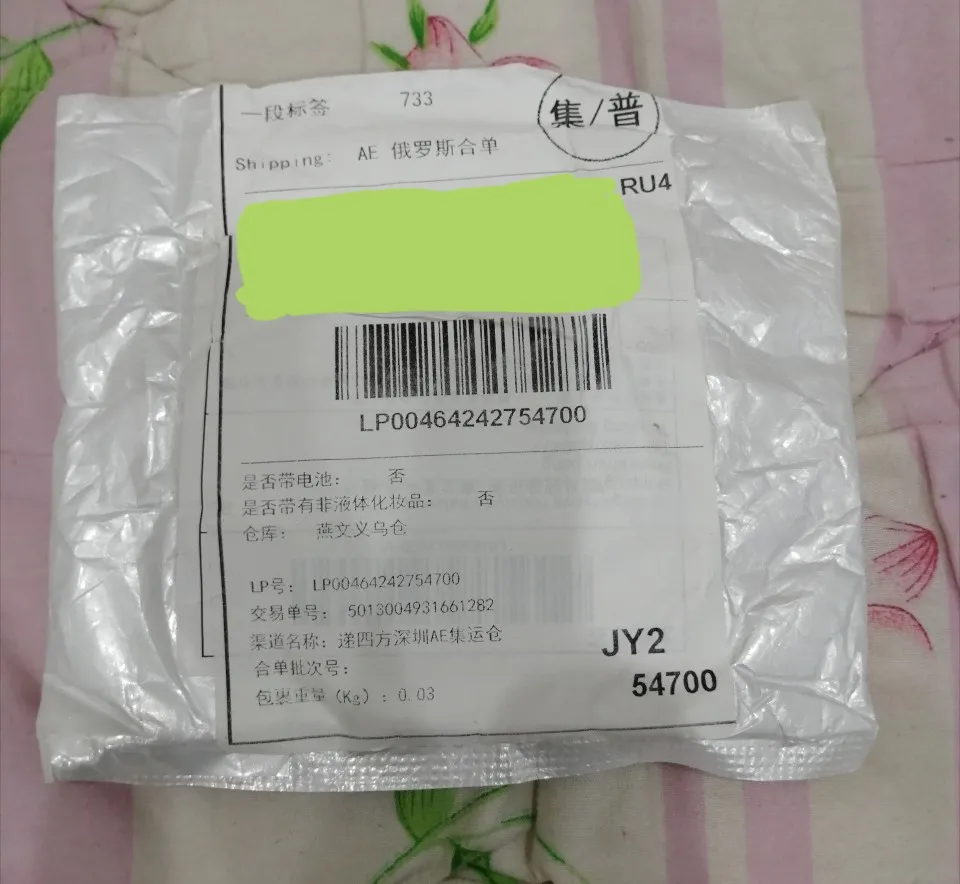 一段标签 733
集/普
Shipping: AE 俄罗斯合单
RU4
LP00464242754700
是否带电池： 否
是否带有非液体化妆品： 否
仓库： 燕文义乌仓
LP号： LP00464242754700
交易单号： 5013004931661282
渠道名称：递四方深圳AE集运仓
JY2
合单批次号：
54700
包裹重量（Kg）：0.03